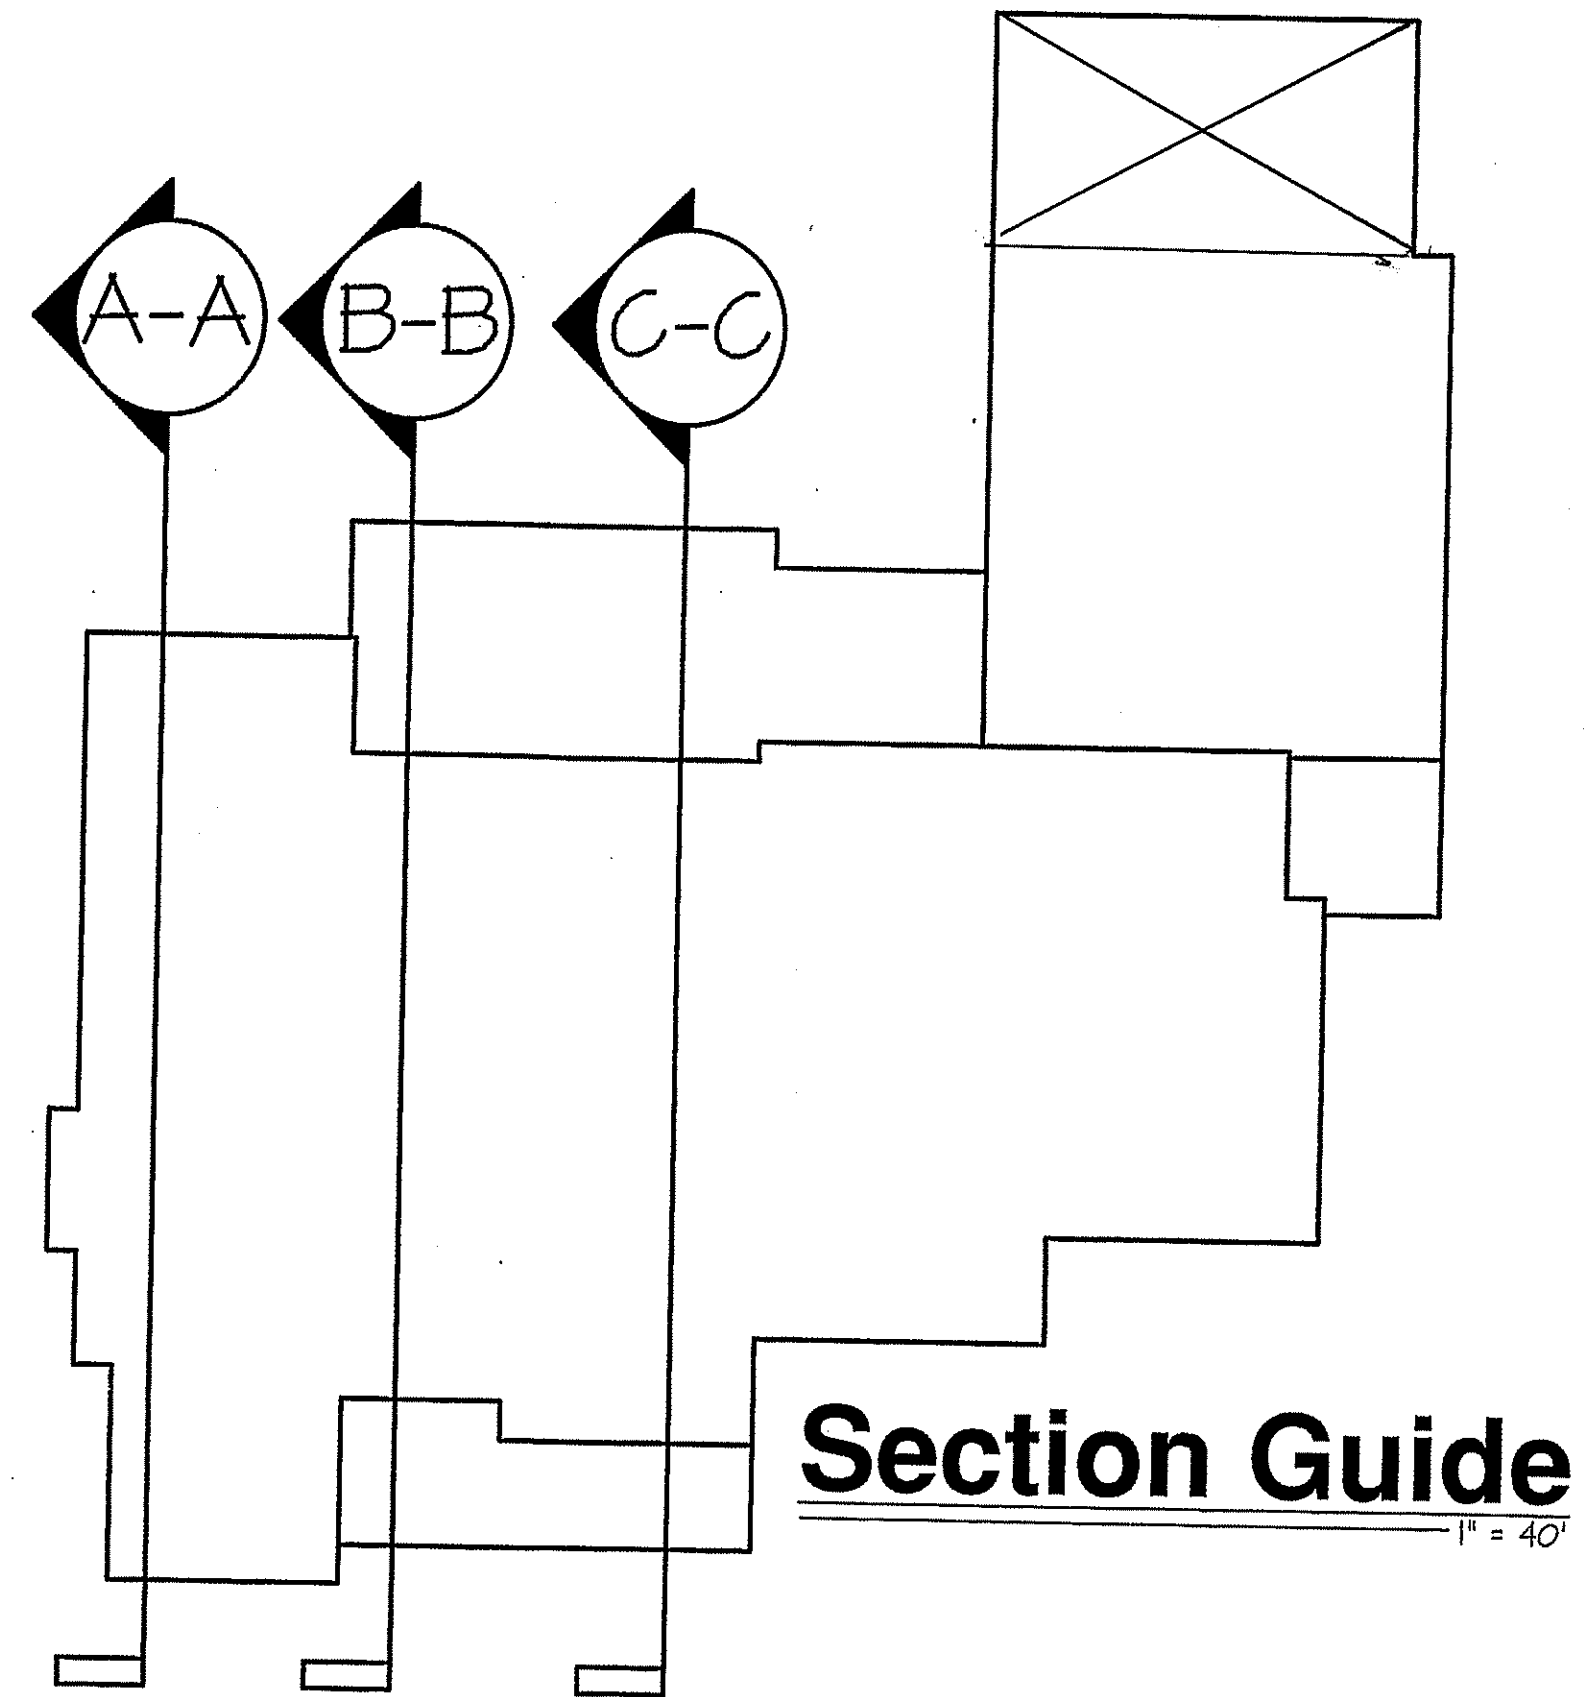 A-A
B-B
C-C
Section Guide
1" = 40'